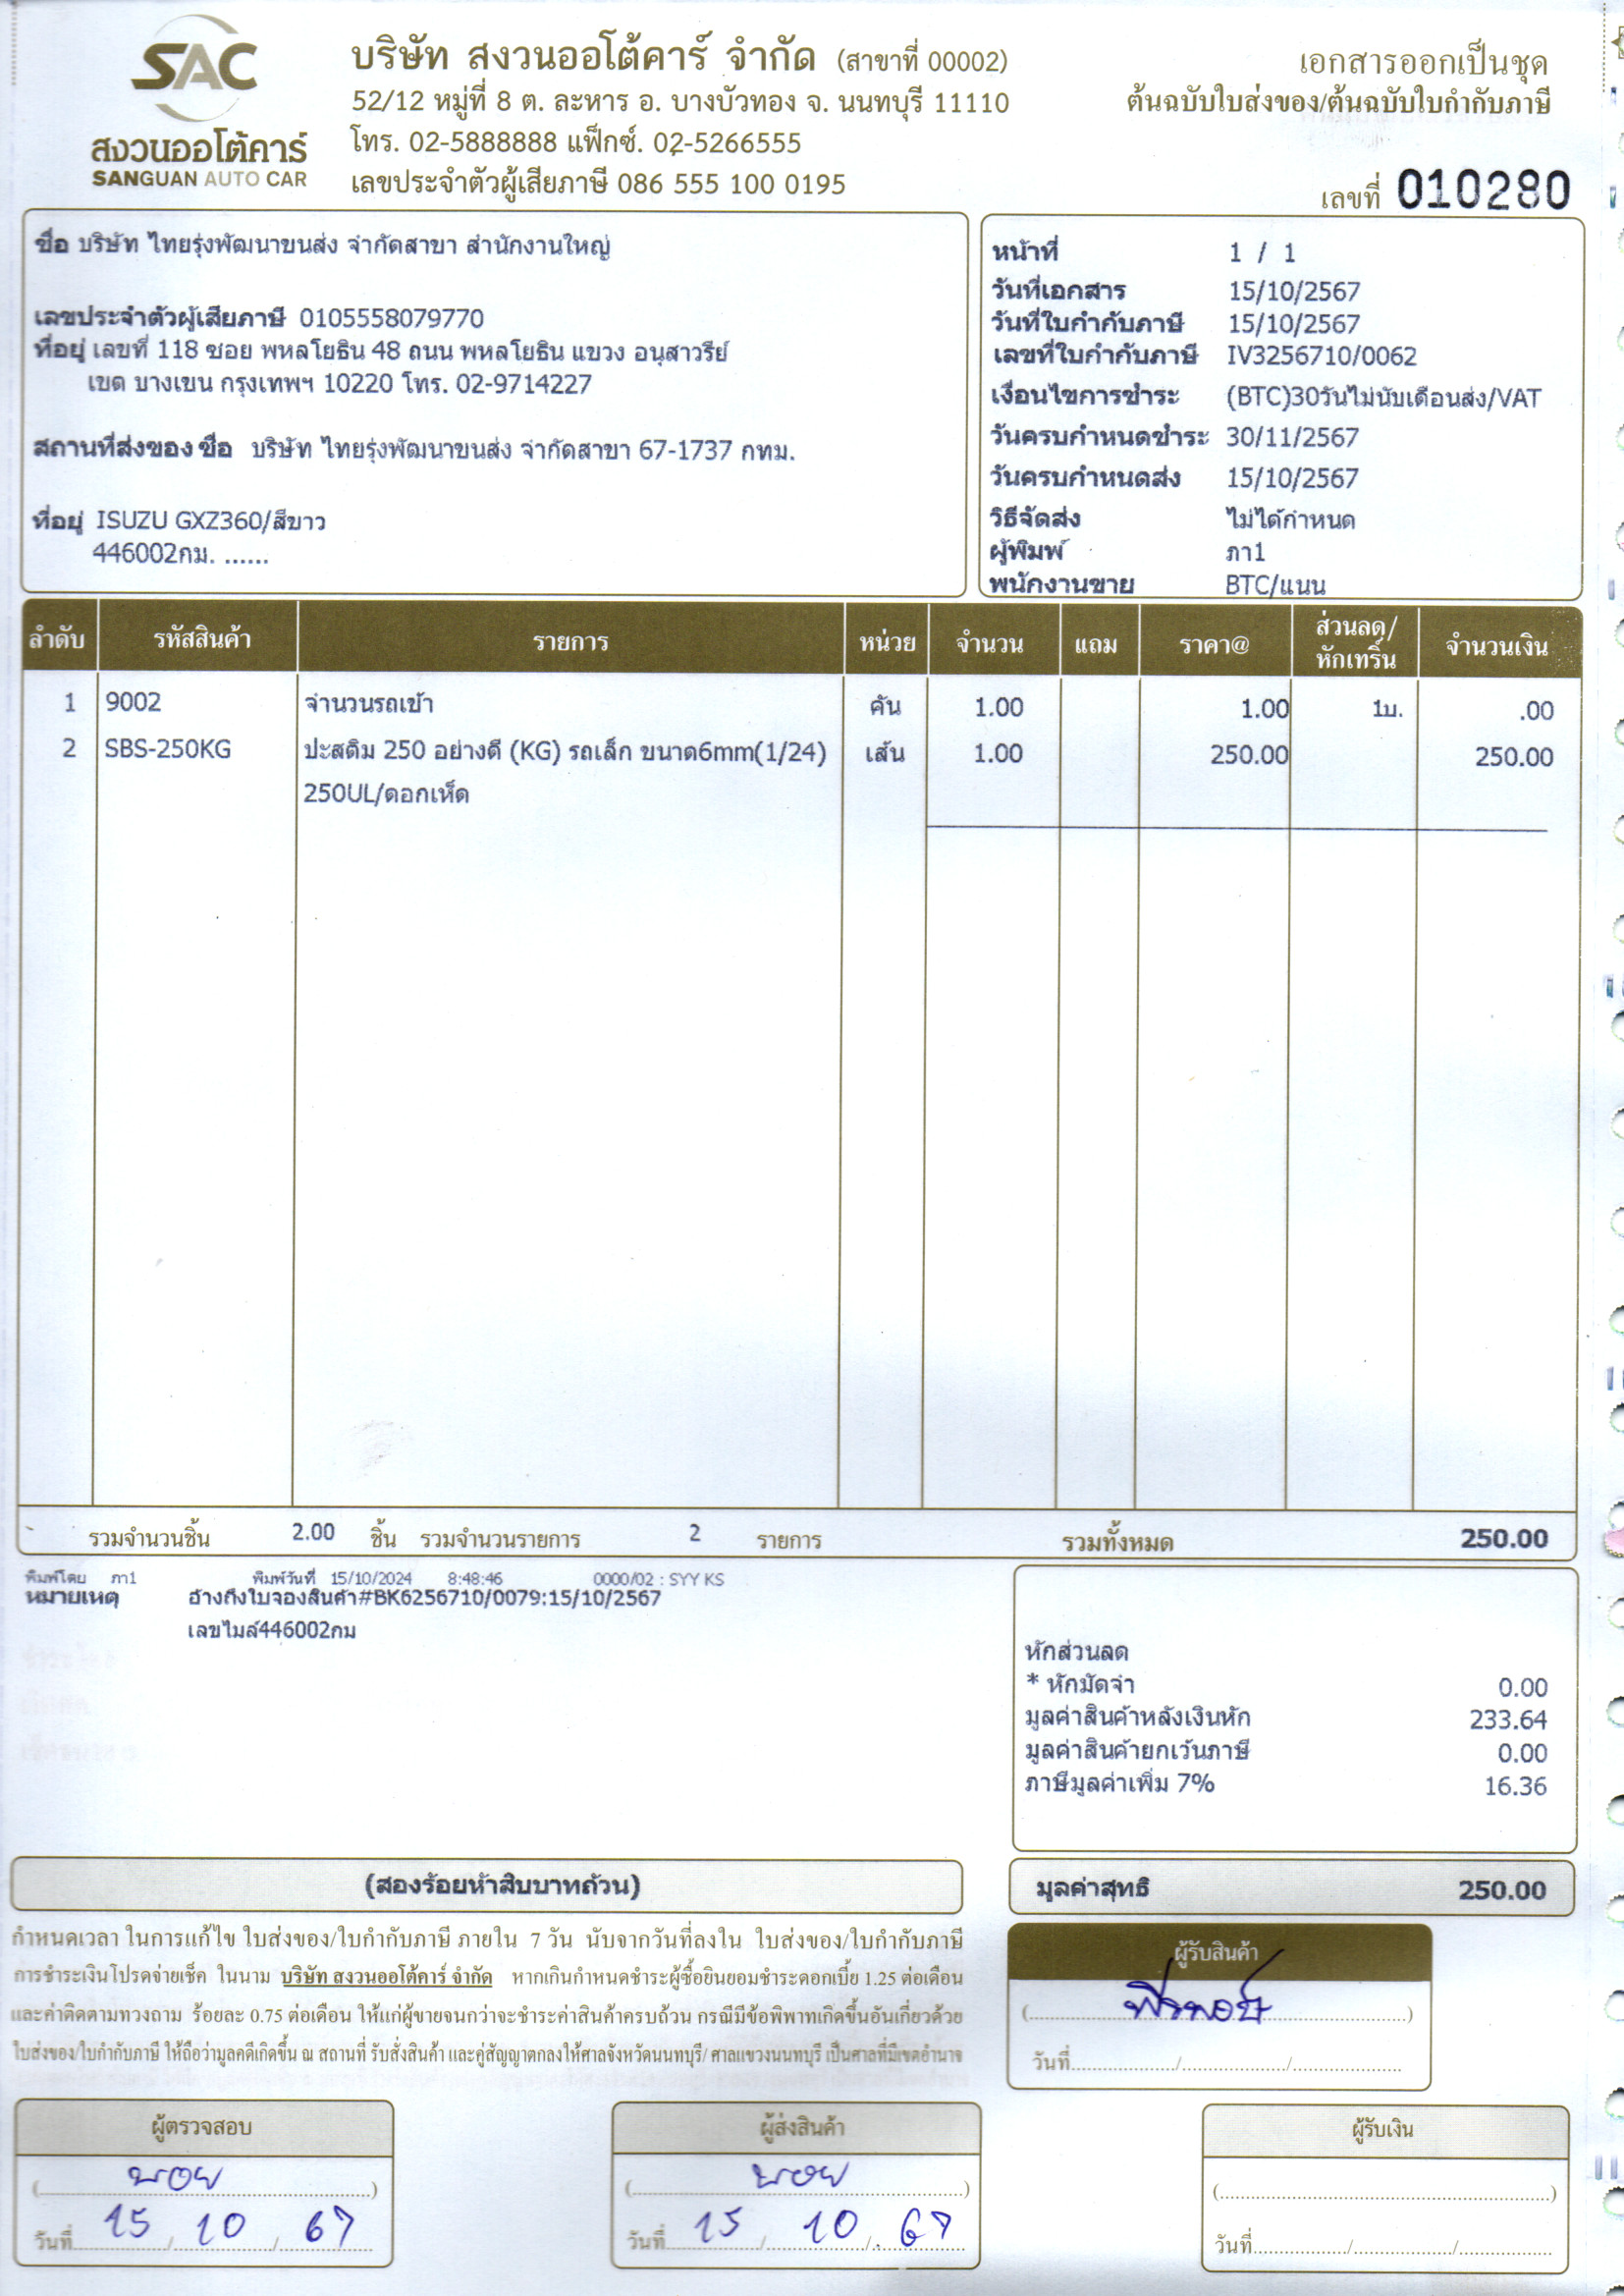 SAC
สงวนออโต้คาร์
SANGUAN AUTO CAR
บริษัท สงวนออโต้คาร์ จำกัด (สาขาที่ 00002)
52/12 หมู่ที่ 8 ต. ละหาร อ. บางบัวทอง จ. นนทบุรี 11110
โทร. 02-5888888 แฟ็กซ์. 02-5266555
เลขประจำตัวผู้เสียภาษี 086 555 100 0195
เอกสารออกเป็นชุด
ต้นฉบับใบส่งของ/ต้นฉบับใบกำกับภาษี
เลขที่ 010280
ชื่อ บริษัท ไทยรุ่งพัฒนาขนส่ง จำกัดสาขา สำนักงานใหญ่
เลขประจำตัวผู้เสียภาษี 0105558079770
ที่อยู่ เลขที่ 118 ซอย พหลโยธิน 48 ถนน พหลโยธิน แขวง อนุสาวรีย์
เขต บางเขน กรุงเทพฯ 10220 โทร. 02-9714227
สถานที่ส่งของ ชื่อ บริษัท ไทยรุ่งพัฒนาขนส่ง จำกัดสาขา 67-1737 กทม.
ที่อยู่ ISUZU GXZ360/สีขาว
446002กม. ......
หน้าที่ 1 / 1
วันที่เอกสาร 15/10/2567
วันที่ใบกำกับภาษี 15/10/2567
เลขที่ใบกำกับภาษี IV3256710/0062
เงื่อนไขการชำระ (BTC)30วันไม่นับเดือนส่ง/VAT
วันครบกำหนดชำระ 30/11/2567
วันครบกำหนดส่ง 15/10/2567
วิธีจัดส่ง ไม่ได้กำหนด
ผู้พิมพ์ ภา1
พนักงานขาย BTC/แนน
ลำดับ รหัสสินค้า รายการ หน่วย จำนวน แถม ราคา@ ส่วนลด/หักเทริ์น จำนวนเงิน
1 9002 จำนวนรถเข้า คัน 1.00 1.00 1บ. .00
2 SBS-250KG ปะสติม 250 อย่างดี (KG) รถเล็ก ขนาด6mm(1/24) เส้น 1.00 250.00 250.00
250UL/ดอกเห็ด
รวมจำนวนชิ้น 2.00 ชิ้น รวมจำนวนรายการ 2 รายการ รวมทั้งหมด 250.00
พิมพ์โดย ภา1 พิมพ์วันที่ 15/10/2024 8:48:46 0000/02 : SYY KS
หมายเหตุ อ้างถึงใบจองสินค้า#BK6256710/0079:15/10/2567
เลขไมล์446002กม
หักส่วนลด
* หักมัดจำ 0.00
มูลค่าสินค้าหลังเงินหัก 233.64
มูลค่าสินค้ายกเว้นภาษี 0.00
ภาษีมูลค่าเพิ่ม 7% 16.36
(สองร้อยห้าสิบบาทถ้วน)
มูลค่าสุทธิ 250.00
กำหนดเวลา ในการแก้ไข ใบส่งของ/ใบกำกับภาษี ภายใน 7 วัน นับจากวันที่ลงใน ใบส่งของ/ใบกำกับภาษี
การชำระเงินโปรดจ่ายเช็ค ในนาม บริษัท สงวนออโต้คาร์ จำกัด หากเกินกำหนดชำระผู้ซื้อยินยอมชำระดอกเบี้ย 1.25 ต่อเดือน
และค่าติดตามทวงถาม ร้อยละ 0.75 ต่อเดือน ให้แก่ผู้ขายจนกว่าจะชำระค่าสินค้าครบถ้วน กรณีมีข้อพิพาทเกิดขึ้นอันเกี่ยวด้วย
ใบส่งของ/ใบกำกับภาษี ให้ถือว่ามูลคดีเกิดขึ้น ณ สถานที่ รับสั่งสินค้า และคู่สัญญาตกลงให้ศาลจังหวัดนนทบุรี/ ศาลแขวงนนทบุรี เป็นศาลที่มีเขตอำนาจ
ผู้รับสินค้า
วันที่
ผู้ตรวจสอบ
วันที่ 15 / 10 / 67
ผู้ส่งสินค้า
วันที่ 15 / 10 / 67
ผู้รับเงิน
วันที่